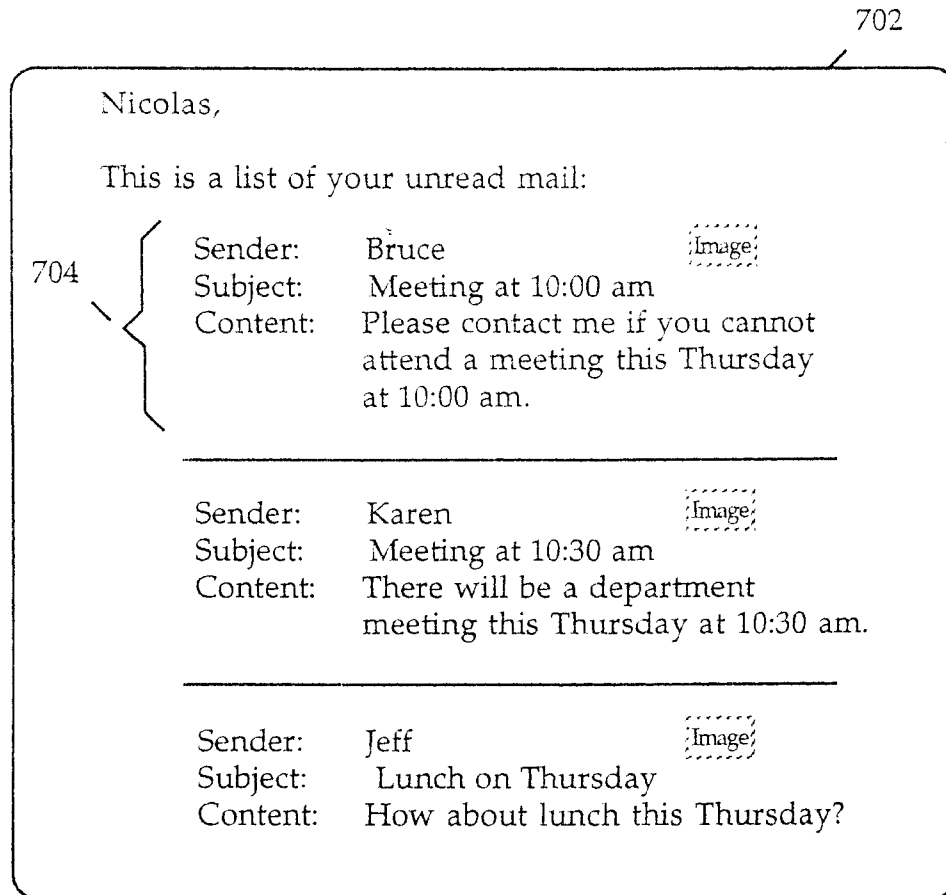 702
Nicolas,
This is a list of your unread mail:
704
Sender: Bruce Image
Subject: Meeting at 10:00 am
Content: Please contact me if you cannot
attend a meeting this Thursday
at 10:00 am.
Sender: Karen Image
Subject: Meeting at 10:30 am
Content: There will be a department
meeting this Thursday at 10:30 am.
Sender: Jeff Image
Subject: Lunch on Thursday
Content: How about lunch this Thursday?